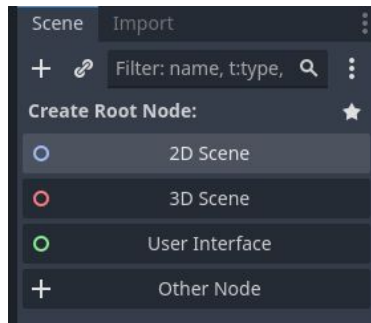 Scene Import
Filter: name, t:type,
Create Root Node:
2D Scene
3D Scene
User Interface
Other Node